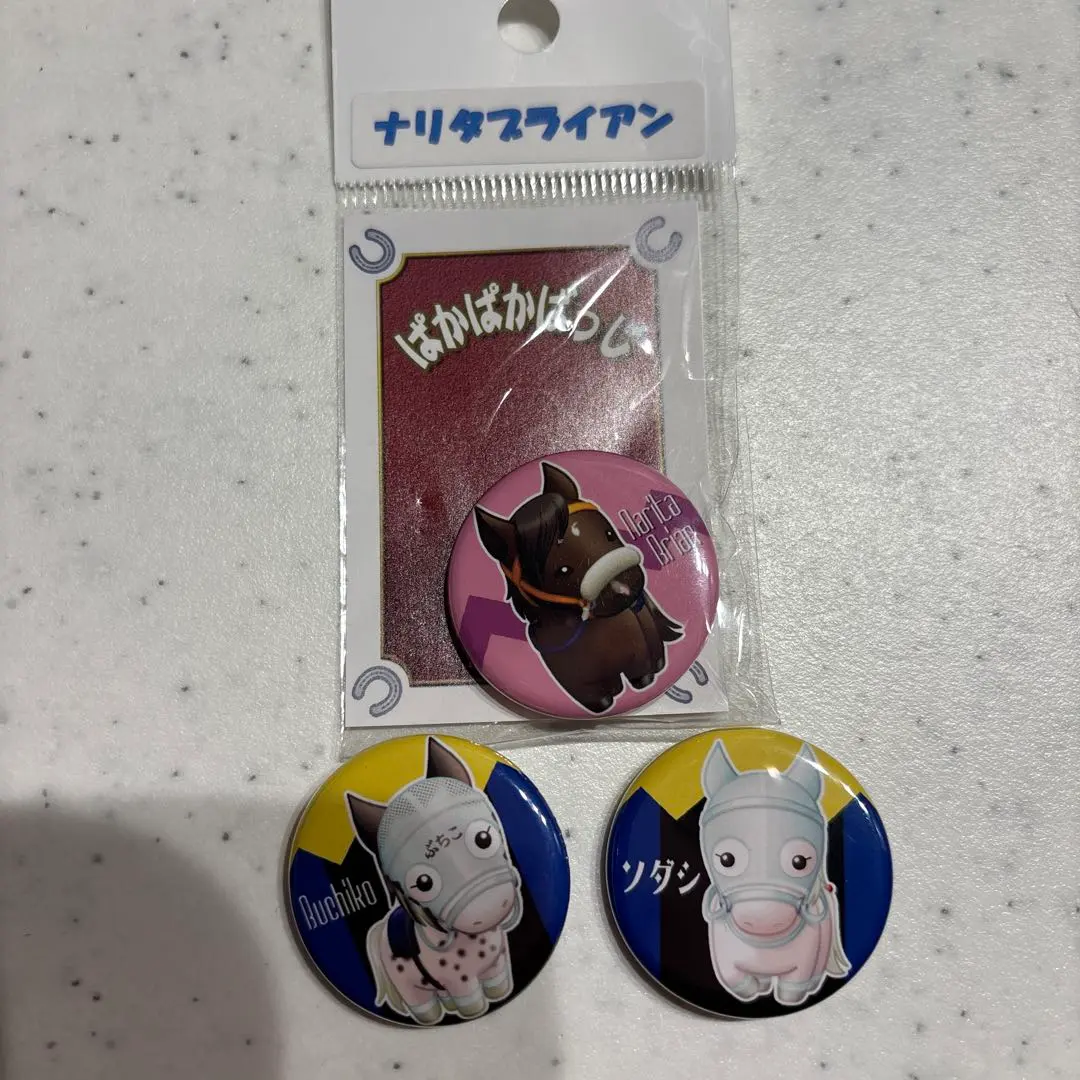 ナリタブライアン
ぱかぱかばっじ
Narita
Brian
ぶちこ
Buchiko
ソダシ